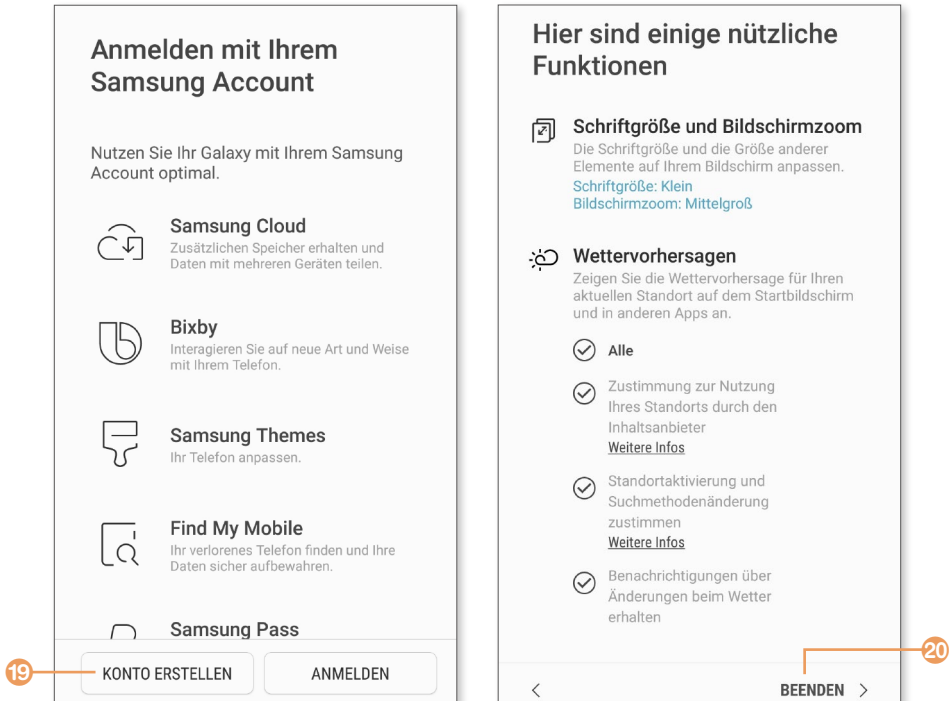 Anmelden mit Ihrem
Samsung Account
Nutzen Sie Ihr Galaxy mit Ihrem Samsung
Account optimal.
Samsung Cloud
Zusätzlichen Speicher erhalten und
Daten mit mehreren Geräten teilen.
Bixby
Interagieren Sie auf neue Art und Weise
mit Ihrem Telefon.
Samsung Themes
Ihr Telefon anpassen.
Find My Mobile
Ihr verlorenes Telefon finden und Ihre
Daten sicher aufbewahren.
Samsung Pass
19
KONTO ERSTELLEN
ANMELDEN
Hier sind einige nützliche
Funktionen
Schriftgröße und Bildschirmzoom
Die Schriftgröße und die Größe anderer
Elemente auf Ihrem Bildschirm anpassen.
Schriftgröße: Klein
Bildschirmzoom: Mittelgroß
Wettervorhersagen
Zeigen Sie die Wettervorhersage für Ihren
aktuellen Standort auf dem Startbildschirm
und in anderen Apps an.
Alle
Zustimmung zur Nutzung
Ihres Standorts durch den
Inhaltsanbieter
Weitere Infos
Standortaktivierung und
Suchmethodenänderung
zustimmen
Weitere Infos
Benachrichtigungen über
Änderungen beim Wetter
erhalten
20
BEENDEN